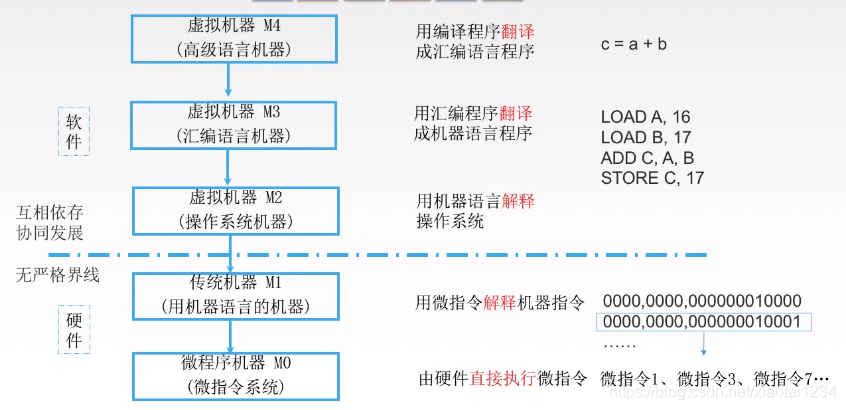 虚拟机器 M4
(高级语言机器)
用编译程序翻译
成汇编语言程序
c = a + b
软件
虚拟机器 M3
(汇编语言机器)
用汇编程序翻译
成机器语言程序
LOAD A, 16
LOAD B, 17
ADD C, A, B
STORE C, 17
虚拟机器 M2
(操作系统机器)
用机器语言解释
操作系统
互相依存
协同发展
无严格界线
传统机器 M1
(用机器语言的机器)
用微指令解释机器指令
0000,0000,000000010000
0000,0000,000000010001
……
硬件
微程序机器 M0
(微指令系统)
由硬件直接执行微指令
微指令1、微指令3、微指令7…
https://blog.csdn.net/xiaotai1234